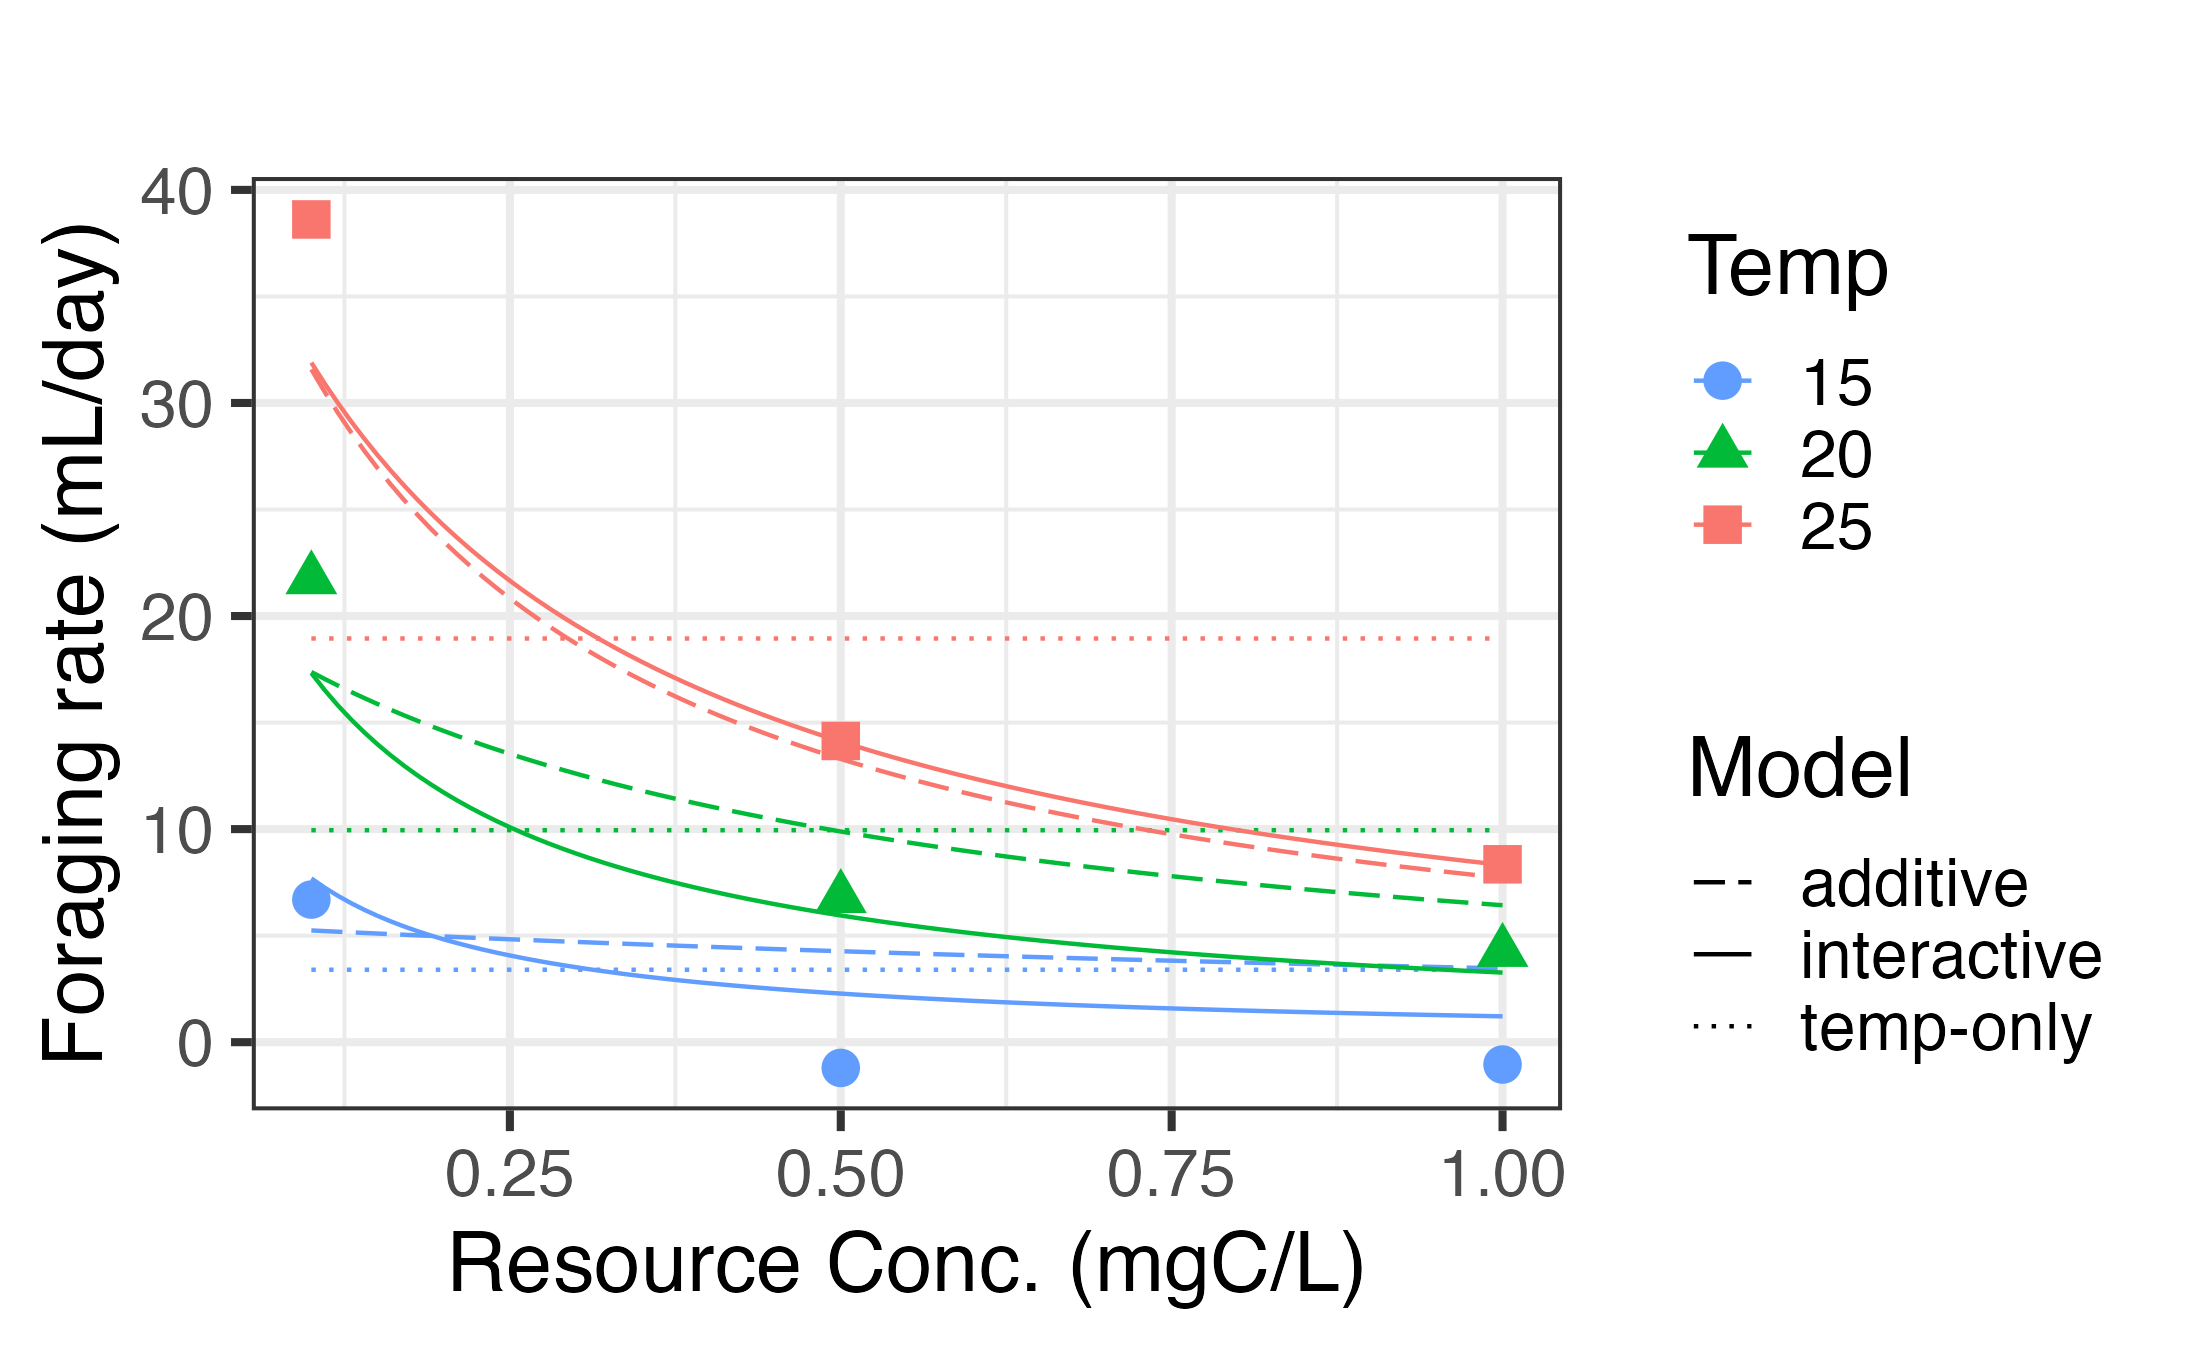 40
30
20
10
0
Foraging rate (mL/day)
0.25 0.50 0.75 1.00
Resource Conc. (mgC/L)
Temp
15
20
25
Model
additive
interactive
temp-only